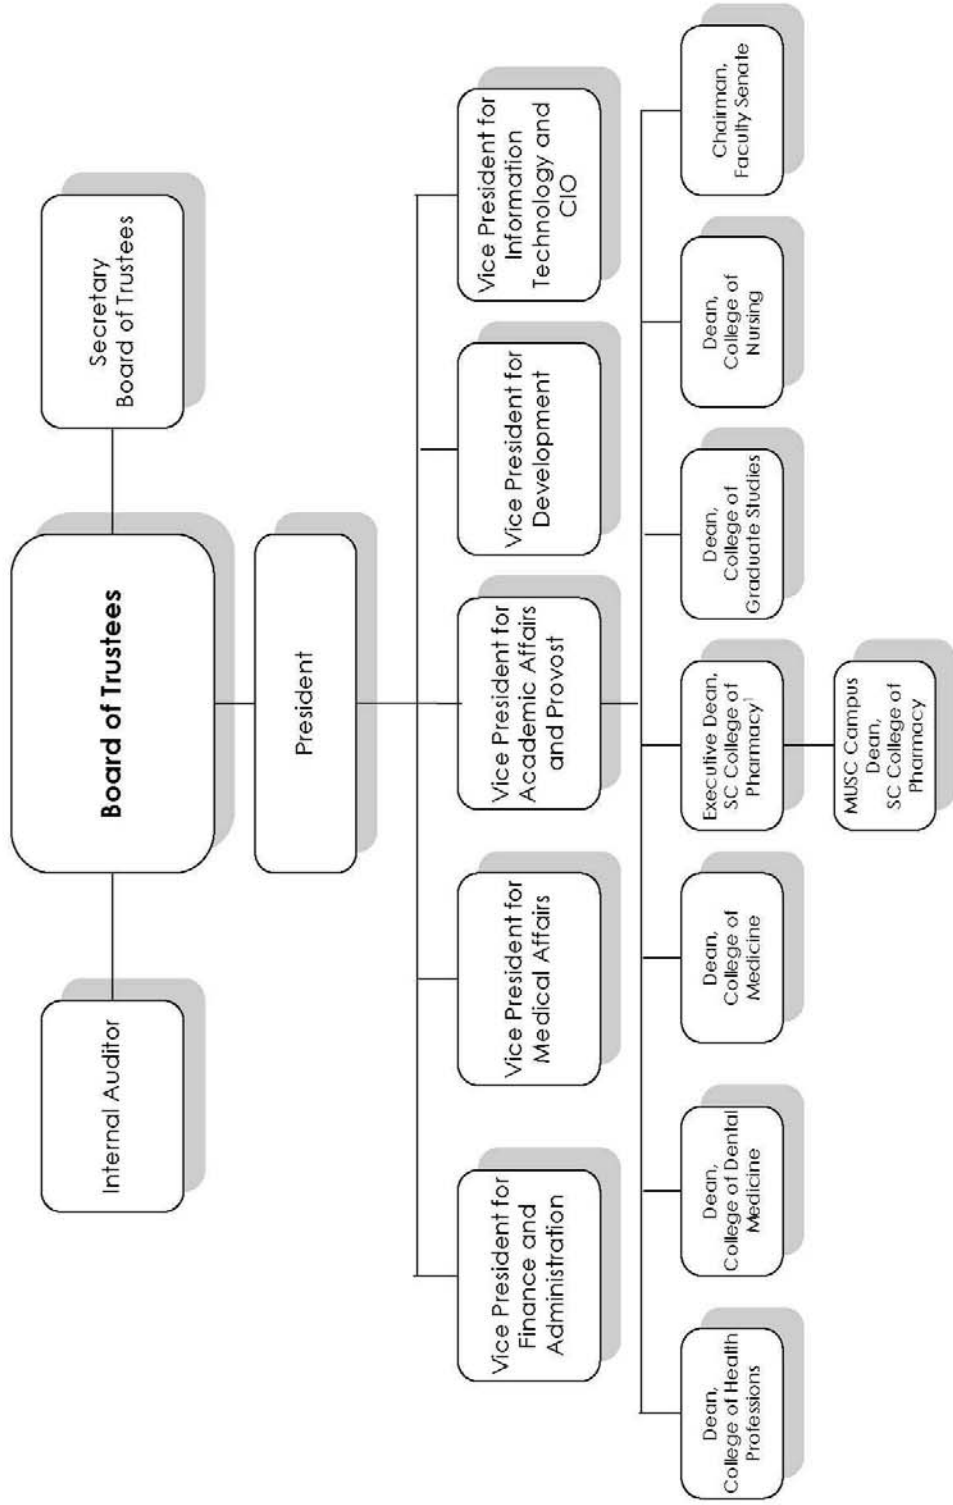 Internal Auditor
Board of Trustees
Secretary
Board of Trustees
President
Vice President for
Finance and
Administration
Vice President for
Medical Affairs
Vice President for
Academic Affairs
and Provost
Vice President for
Development
Vice President for
Information
Technology and
CIO
Dean,
College of Health
Professions
Dean,
College of Dental
Medicine
Dean,
College of
Medicine
Executive Dean,
SC College of
Pharmacy¹
Dean,
College of
Graduate Studies
Dean,
College of
Nursing
Chairman,
Faculty Senate
MUSC Campus
Dean,
SC College of
Pharmacy